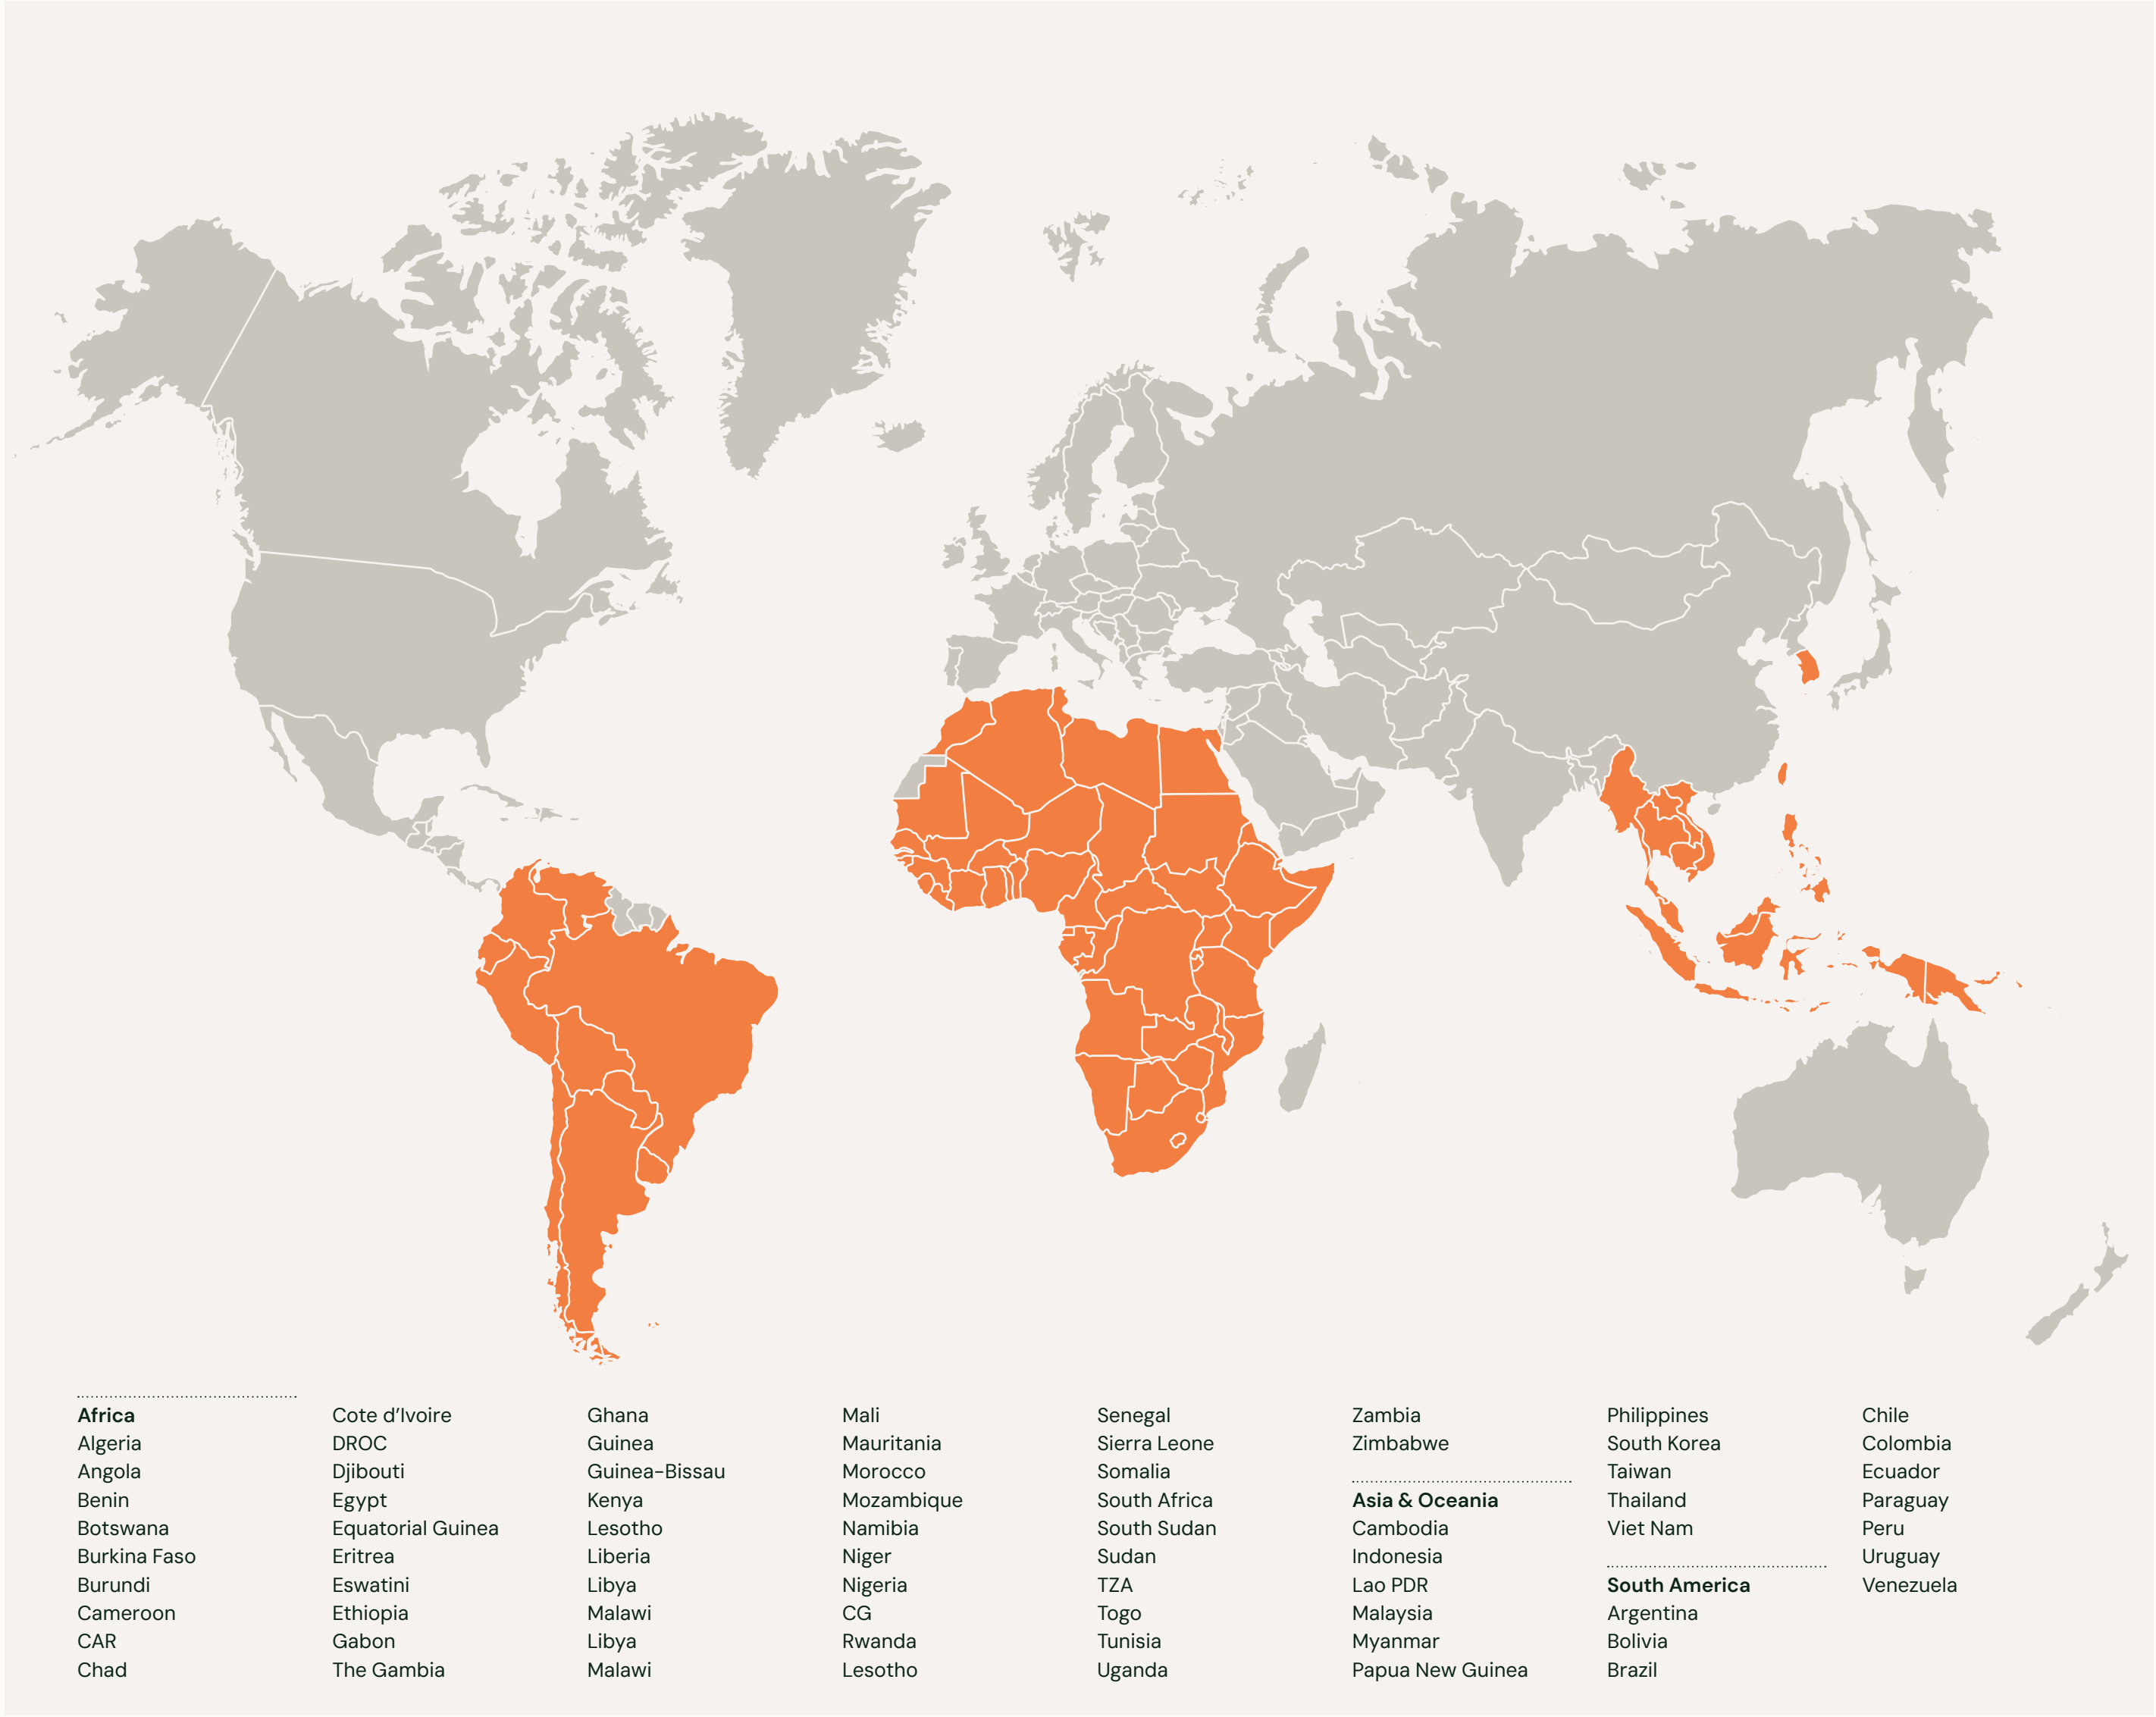 Africa
Algeria
Angola
Benin
Botswana
Burkina Faso
Burundi
Cameroon
CAR
Chad
Cote d’Ivoire
DROC
Djibouti
Egypt
Equatorial Guinea
Eritrea
Eswatini
Ethiopia
Gabon
The Gambia
Ghana
Guinea
Guinea-Bissau
Kenya
Lesotho
Liberia
Libya
Malawi
Libya
Malawi
Mali
Mauritania
Morocco
Mozambique
Namibia
Niger
Nigeria
CG
Rwanda
Lesotho
Senegal
Sierra Leone
Somalia
South Africa
South Sudan
Sudan
TZA
Togo
Tunisia
Uganda
Zambia
Zimbabwe
Asia & Oceania
Cambodia
Indonesia
Lao PDR
Malaysia
Myanmar
Papua New Guinea
Philippines
South Korea
Taiwan
Thailand
Viet Nam
South America
Argentina
Bolivia
Brazil
Chile
Colombia
Ecuador
Paraguay
Peru
Uruguay
Venezuela